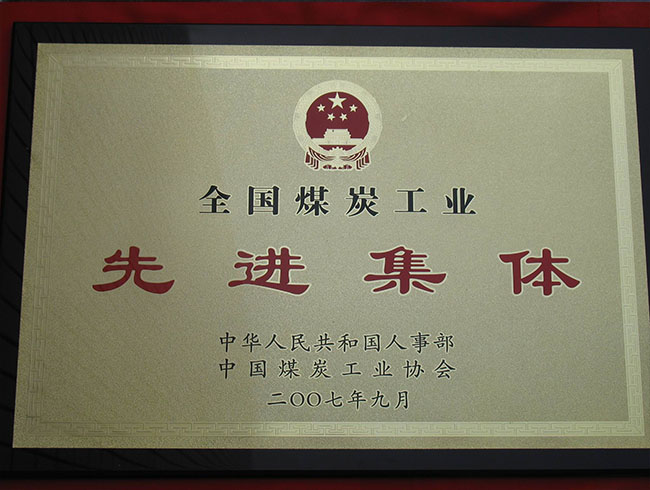 全国煤炭工业
先进集体
中华人民共和国人事部
中国煤炭工业协会
二〇〇七年九月